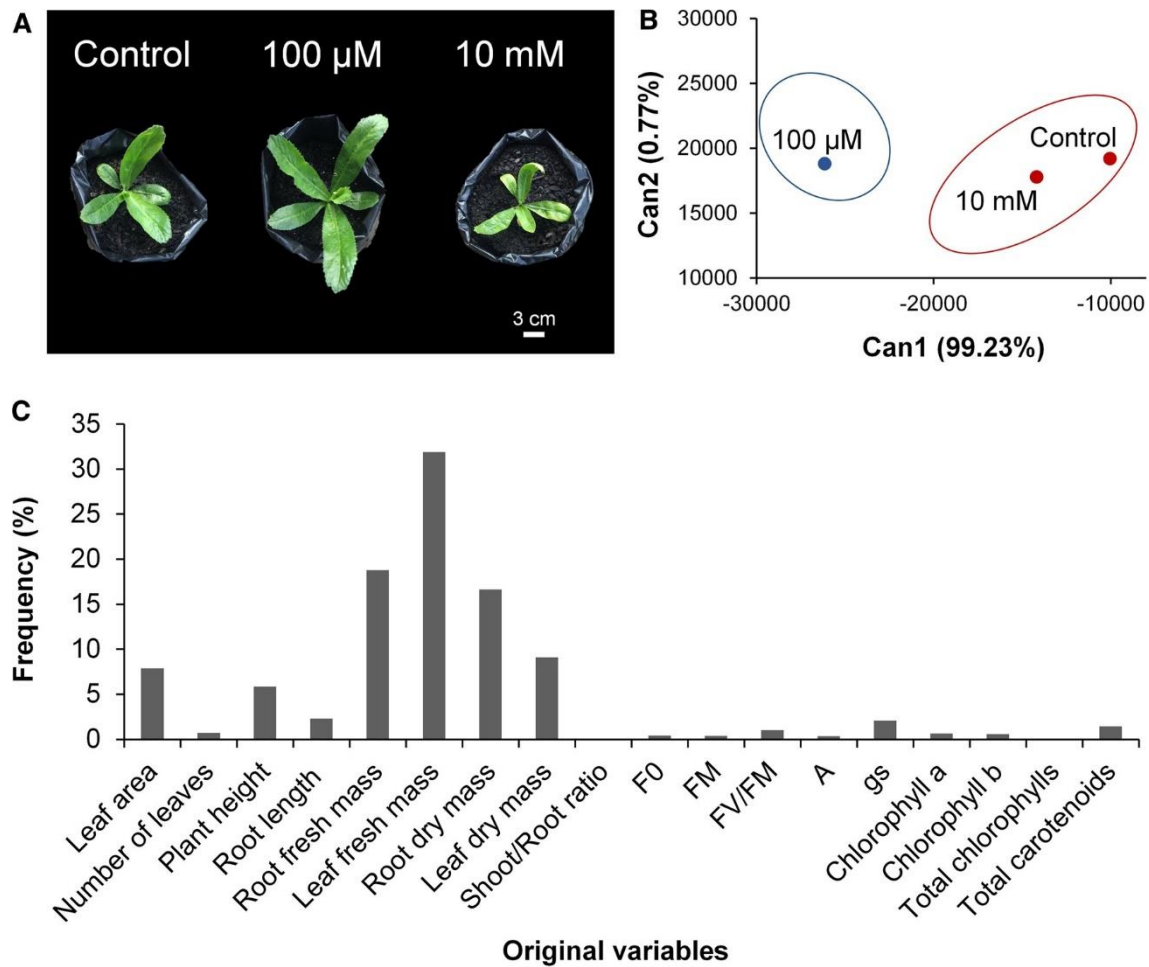 A
Control
100 µM
10 mM
3 cm
B
Can2 (0.77%)
30000
25000
20000
15000
10000
100 µM
Control
10 mM
-30000
-20000
-10000
Can1 (99.23%)
C
Frequency (%)
35
30
25
20
15
10
5
0
Leaf area
Number of leaves
Plant height
Root length
Root fresh mass
Leaf fresh mass
Root dry mass
Leaf dry mass
Shoot/Root ratio
F0
FM
FV/FM
A
gs
Chlorophyll a
Chlorophyll b
Total chlorophylls
Total carotenoids
Original variables